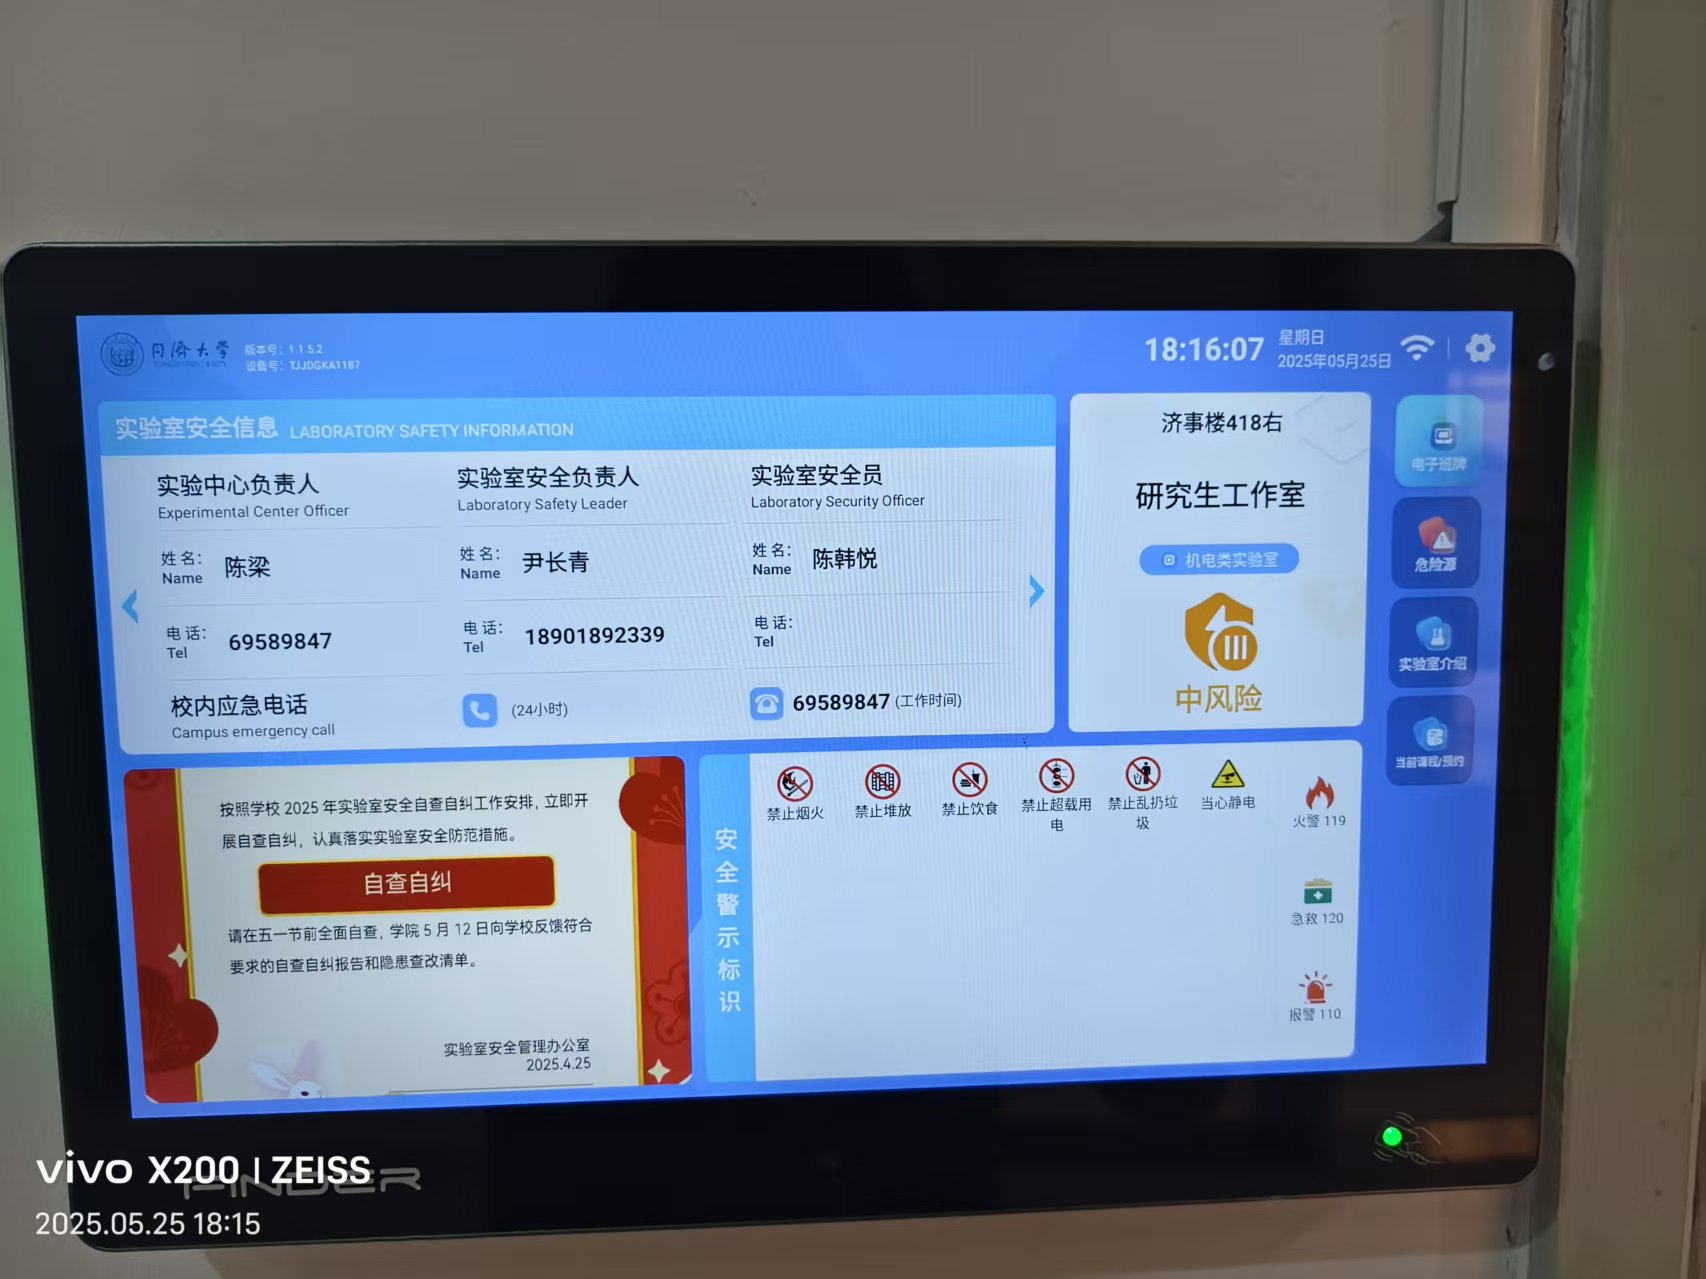 同濟大學
版本号: 1.1.5.2
设备号: TJJDGKA1187
18:16:07
星期日
2025年05月25日
实验室安全信息 LABORATORY SAFETY INFORMATION
实验中心负责人
Experimental Center Officer
姓名: 陈梁
Name
电话: 69589847
Tel
实验室安全负责人
Laboratory Safety Leader
姓名: 尹长青
Name
电话: 18901892339
Tel
实验室安全员
Laboratory Security Officer
姓名: 陈韩悦
Name
电话:
Tel
校内应急电话
Campus emergency call
(24小时)
69589847 (工作时间)
济事楼418右
研究生工作室
机电类实验室
III
中风险
电子班牌
危险源
实验室介绍
当前课程/预约
按照学校 2025 年实验室安全自查自纠工作安排, 立即开
展自查自纠, 认真落实实验室安全防范措施。
自查自纠
请在五一节前全面自查, 学院 5 月 12 日向学校反馈符合
要求的自查自纠报告和隐患查改清单。
实验室安全管理办公室
2025.4.25
安全警示标识
禁止烟火
禁止堆放
禁止饮食
禁止超载用
电
禁止乱扔垃
圾
当心静电
火警 119
急救 120
报警 110
vivo X200 | ZEISS
2025.05.25 18:15